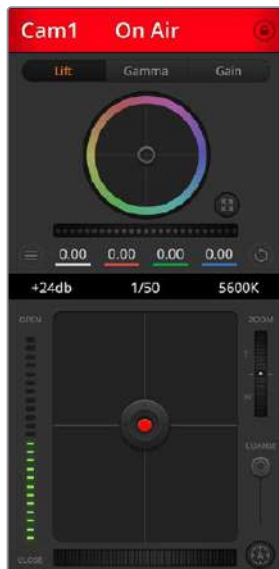 Cam1 On Air
Lift Gamma Gain
0.00 0.00 0.00 0.00
+24db 1/50 5600K
OPEN ZOOM
T
W
COARSE
CLOSE